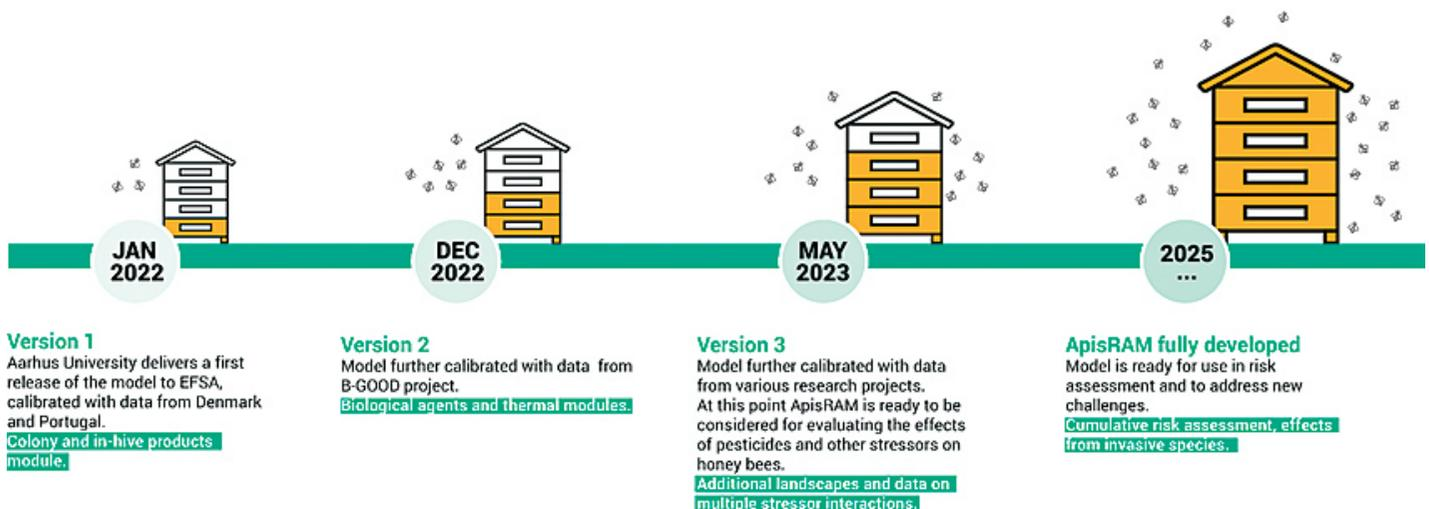 JAN
2022
DEC
2022
MAY
2023
2025
...
Version 1
Aarhus University delivers a first
release of the model to EFSA,
calibrated with data from Denmark
and Portugal.
Colony and in-hive products
module.
Version 2
Model further calibrated with data from
B-GOOD project.
Biological agents and thermal modules.
Version 3
Model further calibrated with data
from various research projects.
At this point ApisRAM is ready to be
considered for evaluating the effects
of pesticides and other stressors on
honey bees.
Additional landscapes and data on
multiple stressor interactions.
ApisRAM fully developed
Model is ready for use in risk
assessment and to address new
challenges.
Cumulative risk assessment, effects
from invasive species.